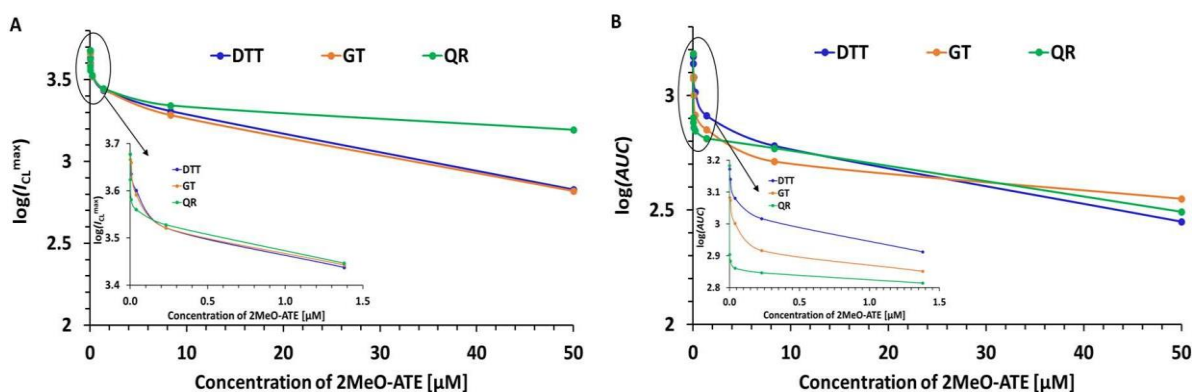 A
DTT GT QR
3.5
3
2.5
2
log(I_CL^max)
0 10 20 30 40 50
Concentration of 2MeO-ATE [µM]
3.7
3.6
3.5
3.4
log(I_CL^max)
DTT
GT
QR
0.0 0.5 1.0 1.5
Concentration of 2MeO-ATE [µM]
B
DTT GT QR
3
2.5
2
log(AUC)
0 10 20 30 40 50
Concentration of 2MeO-ATE [µM]
3.2
3.1
3
2.9
2.8
log(AUC)
DTT
GT
QR
0.0 0.5 1.0 1.5
Concentration of 2MeO-ATE [µM]